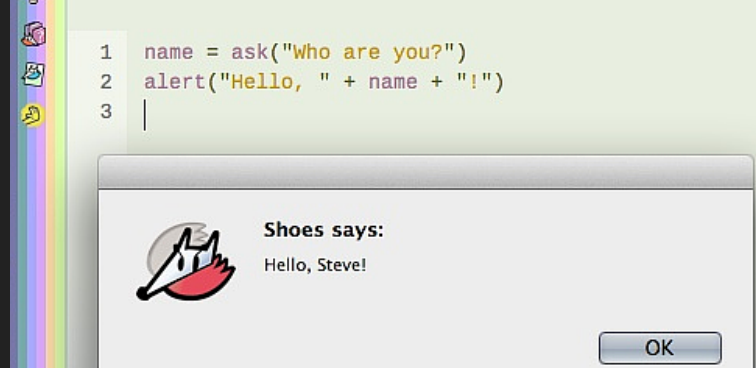 1 name = ask("Who are you?")
2 alert("Hello, " + name + "!")
3
Shoes says:
Hello, Steve!
OK